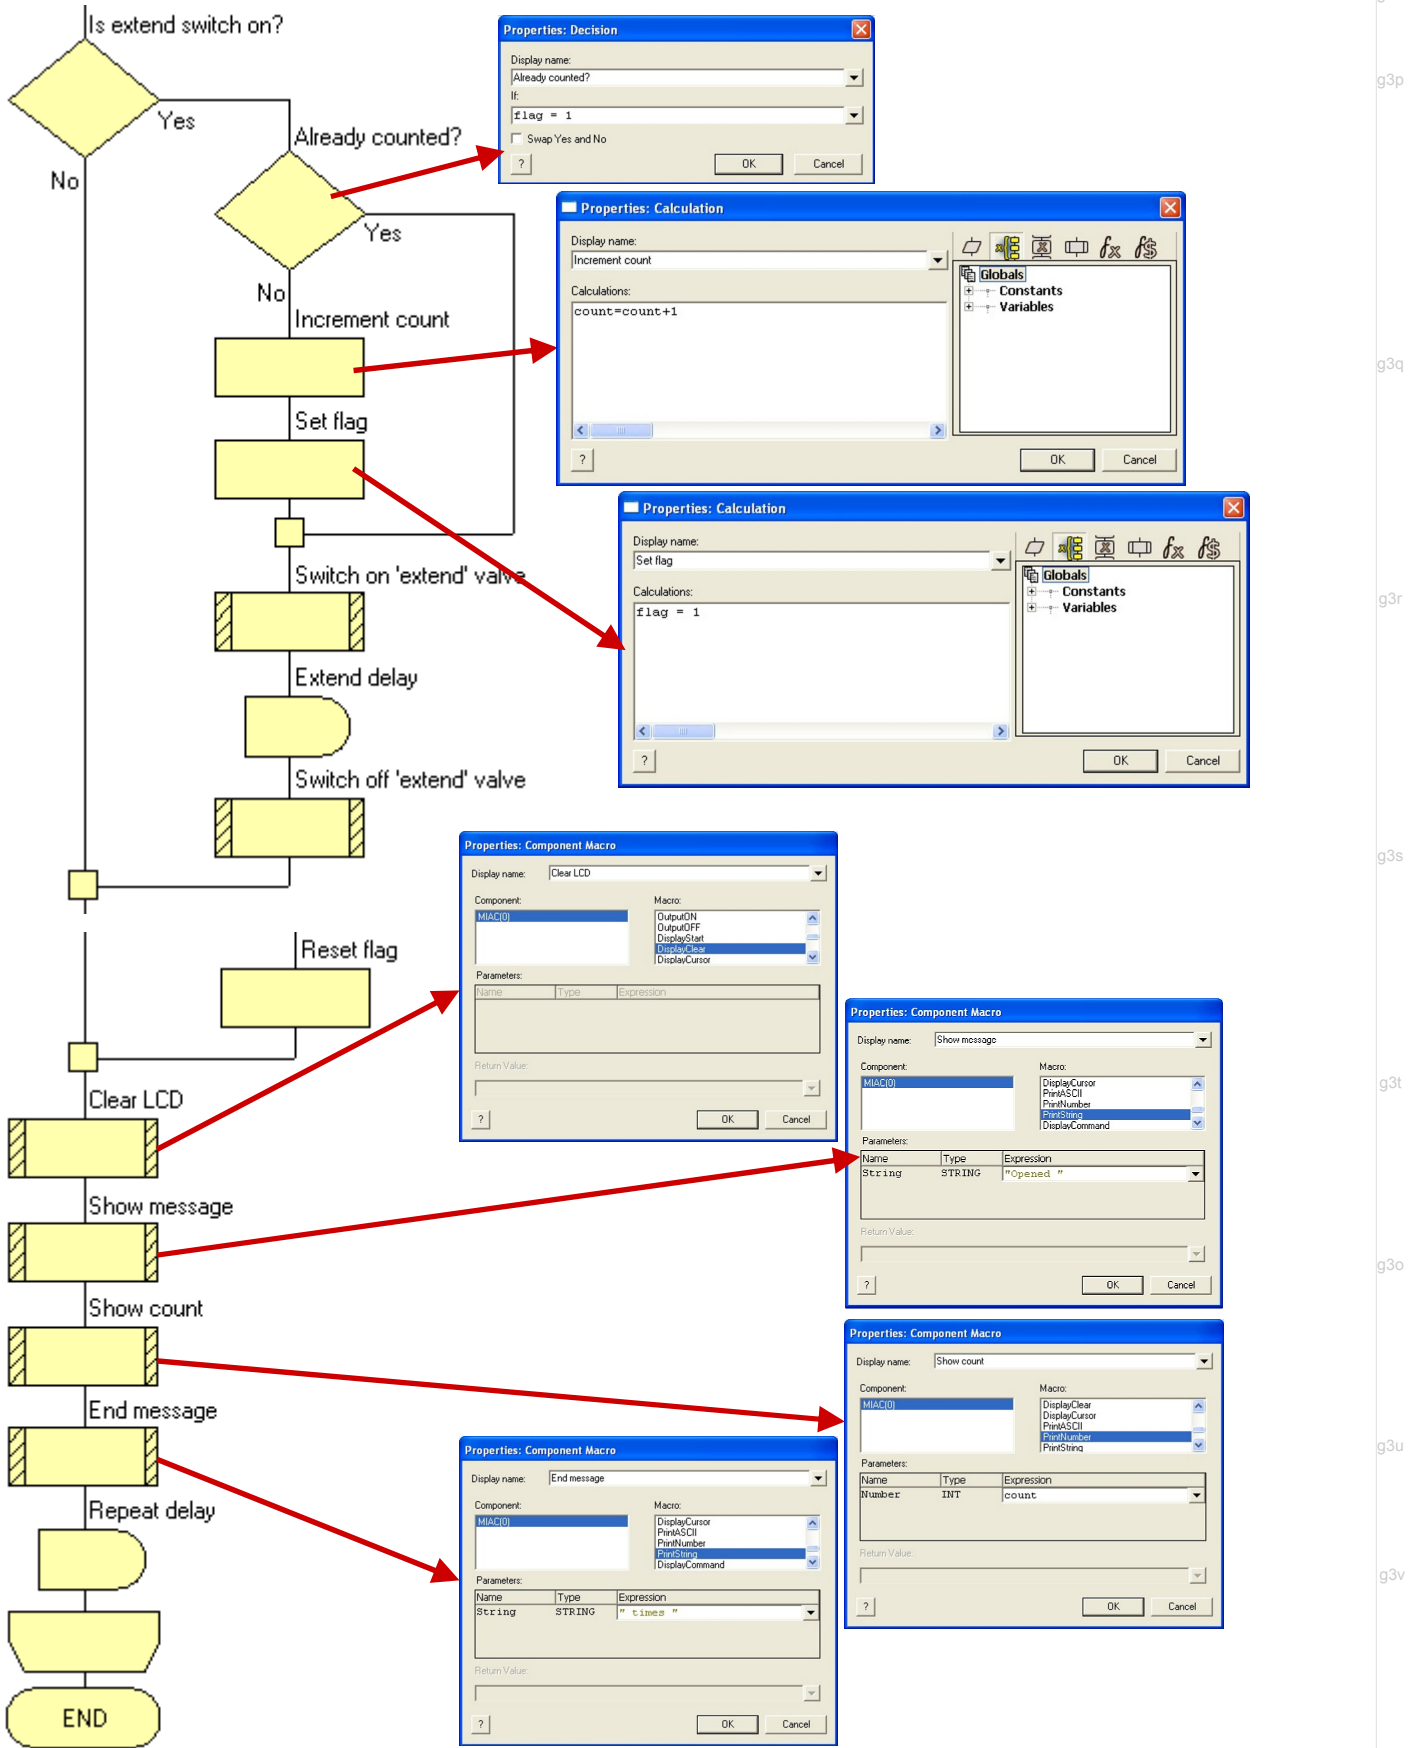 Is extend switch on?
Yes
No
Already counted?
Yes
No
Increment count
Set flag
Switch on 'extend' valve
Extend delay
Switch off 'extend' valve
Properties: Decision
Display name:
Already counted?
If:
flag = 1
Swap Yes and No
?
OK
Cancel
Properties: Calculation
Display name:
Increment count
Calculations:
count=count+1
Globals
Constants
Variables
?
OK
Cancel
Properties: Calculation
Display name:
Set flag
Calculations:
flag = 1
Globals
Constants
Variables
?
OK
Cancel
Reset flag
Clear LCD
Show message
Show count
End message
Repeat delay
END
Properties: Component Macro
Display name: Clear LCD
Component: Macro:
MIAC(0)
OutputON
OutputOFF
DisplayStart
DisplayClear
DisplayCursor
Parameters:
Name Type Expression
Return Value:
?
OK
Cancel
Properties: Component Macro
Display name: Show message
Component: Macro:
MIAC(0)
DisplayCursor
PrintASCII
PrintNumber
PrintString
DisplayCommand
Parameters:
Name Type Expression
String STRING "Opened "
Return Value:
?
OK
Cancel
Properties: Component Macro
Display name: Show count
Component: Macro:
MIAC(0)
DisplayClear
DisplayCursor
PrintASCII
PrintNumber
PrintString
Parameters:
Name Type Expression
Number INT count
Return Value:
?
OK
Cancel
Properties: Component Macro
Display name: End message
Component: Macro:
MIAC(0)
DisplayCursor
PrintASCII
PrintNumber
PrintString
DisplayCommand
Parameters:
Name Type Expression
String STRING " times "
Return Value:
?
OK
Cancel
g3p
g3q
g3r
g3s
g3t
g3o
g3u
g3v